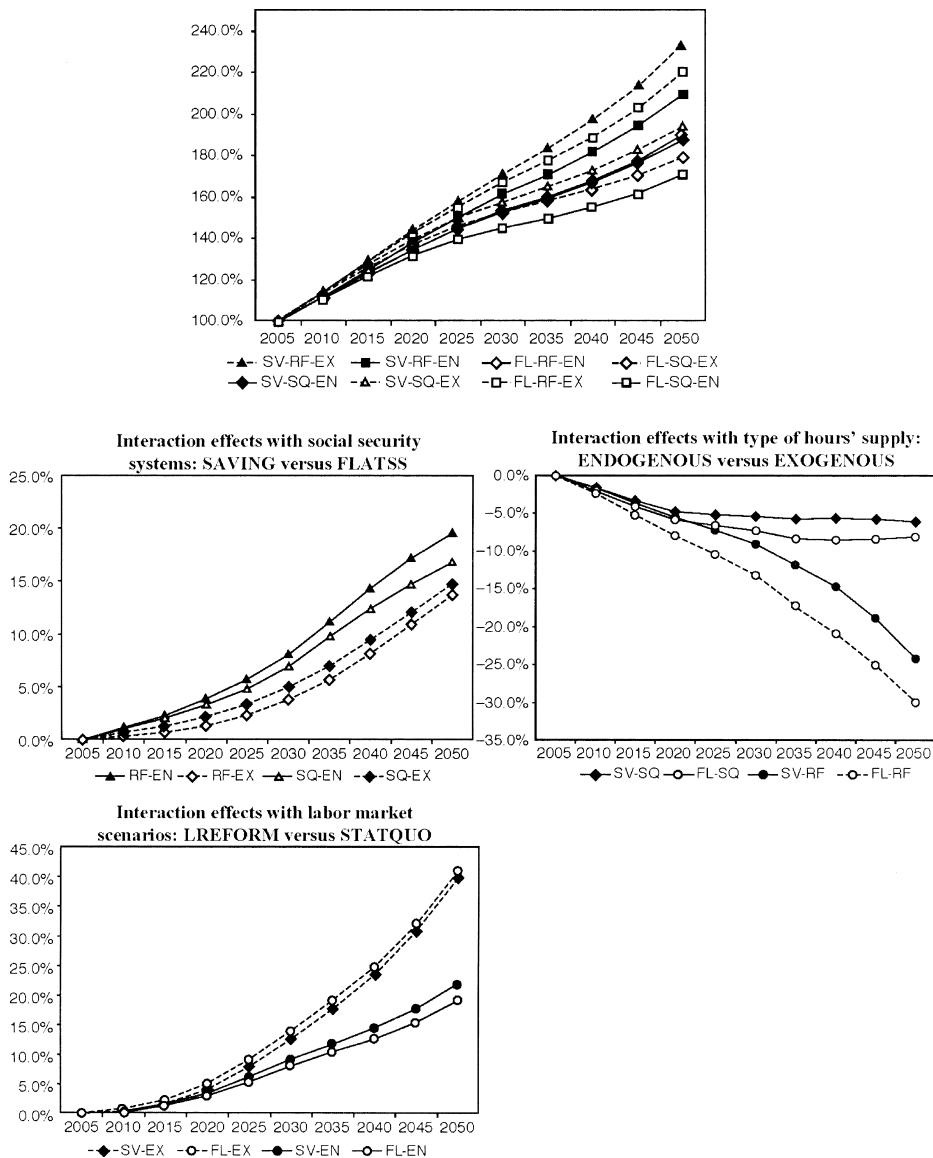 240.0%
220.0%
200.0%
180.0%
160.0%
140.0%
120.0%
100.0%
2005 2010 2015 2020 2025 2030 2035 2040 2045 2050
SV-RF-EX SV-RF-EN FL-RF-EN FL-SQ-EX
SV-SQ-EN SV-SQ-EX FL-RF-EX FL-SQ-EN
Interaction effects with social security
systems: SAVING versus FLATSS
25.0%
20.0%
15.0%
10.0%
5.0%
0.0%
2005 2010 2015 2020 2025 2030 2035 2040 2045 2050
RF-EN RF-EX SQ-EN SQ-EX
Interaction effects with type of hours' supply:
ENDOGENOUS versus EXOGENOUS
0.0%
−5.0%
−10.0%
−15.0%
−20.0%
−25.0%
−30.0%
−35.0%
2005 2010 2015 2020 2025 2030 2035 2040 2045 2050
SV-SQ FL-SQ SV-RF FL-RF
Interaction effects with labor market
scenarios: LREFORM versus STATQUO
45.0%
40.0%
35.0%
30.0%
25.0%
20.0%
15.0%
10.0%
5.0%
0.0%
2005 2010 2015 2020 2025 2030 2035 2040 2045 2050
SV-EX FL-EX SV-EN FL-EN